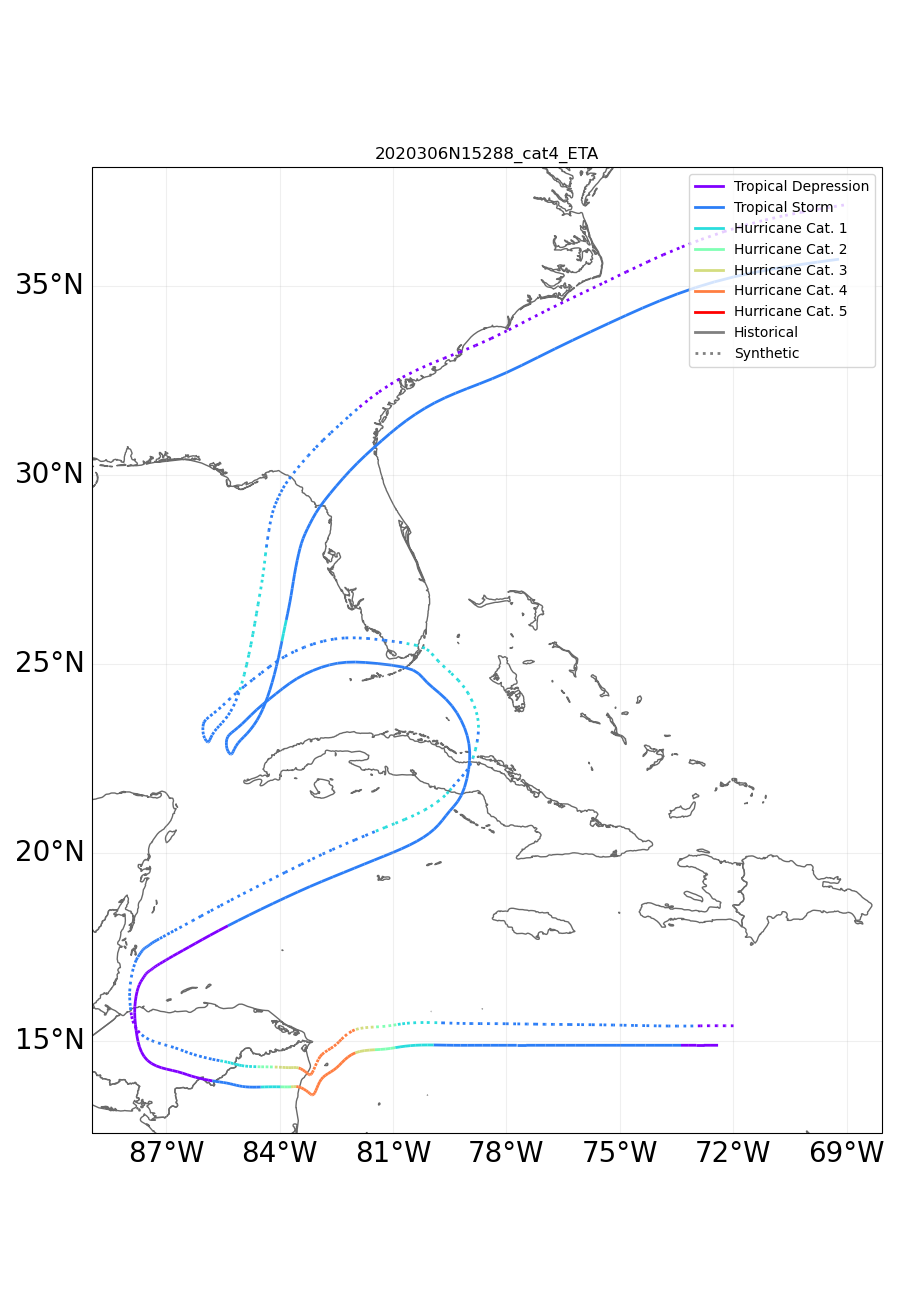 2020306N15288_cat4_ETA
Tropical Depression
Tropical Storm
Hurricane Cat. 1
Hurricane Cat. 2
Hurricane Cat. 3
Hurricane Cat. 4
Hurricane Cat. 5
Historical
Synthetic
35°N
30°N
25°N
20°N
15°N
87°W 84°W 81°W 78°W 75°W 72°W 69°W